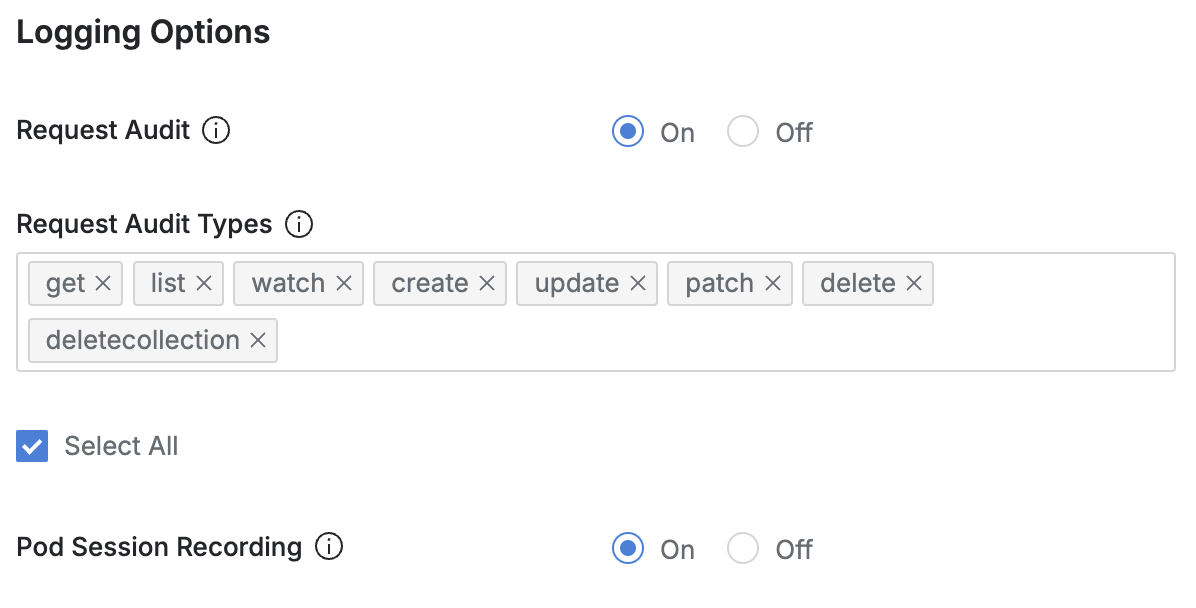 Logging Options
Request Audit
On Off
Request Audit Types
get list watch create update patch delete
deletecollection
Select All
Pod Session Recording
On Off